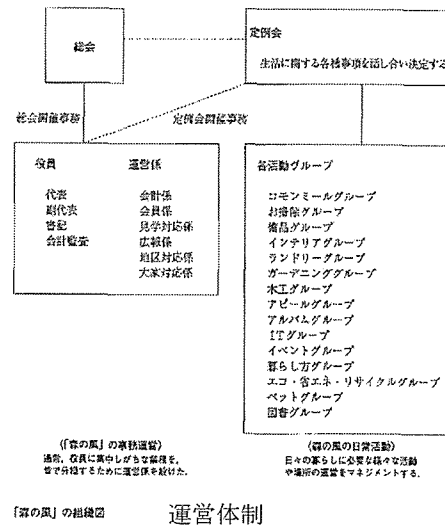 総会
定例会
生活に関する各種事項を話し合い決定する
総会開催事務
定例会開催事務
役員
代表
副代表
書記
会計監査
運営係
会計係
会員係
見学対応係
広報係
地区対応係
大家対応係
各活動グループ
コモンミールグループ
お掃除グループ
備品グループ
インテリアグループ
ランドリーグループ
ガーデニンググループ
木工グループ
アピールグループ
アルバムグループ
ITグループ
イベントグループ
暮らし方グループ
エコ・省エネ・リサイクルグループ
ペットグループ
図書グループ
(「森の風」の事務運営)
通常、役員に集中しがちな業務を、
皆で分担するために運営係を設けた。
(森の風の日常活動)
日々の暮らしに必要な様々な活動
や場所の運営をマネジメントする。
「森の風」の組織図
運営体制